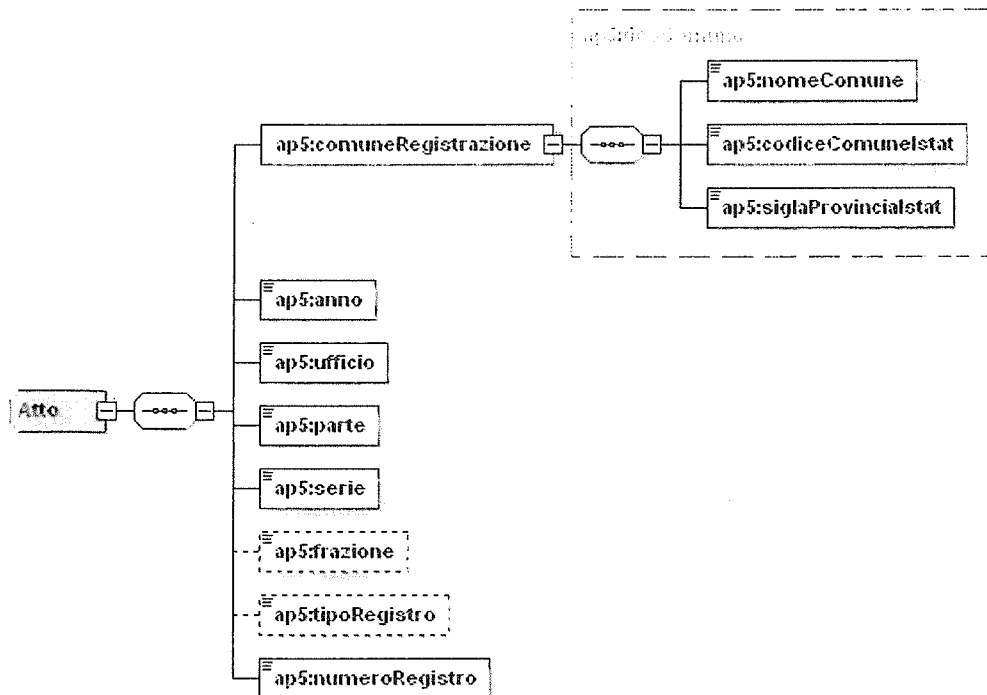 ap5:nomeComune
ap5:comuneRegistrazione
ap5:codiceComuneIstat
ap5:siglaProvinciaIstat
ap5:anno
ap5:ufficio
Atto
ap5:parte
ap5:serie
ap5:frazione
ap5:tipoRegistro
ap5:numeroRegistro